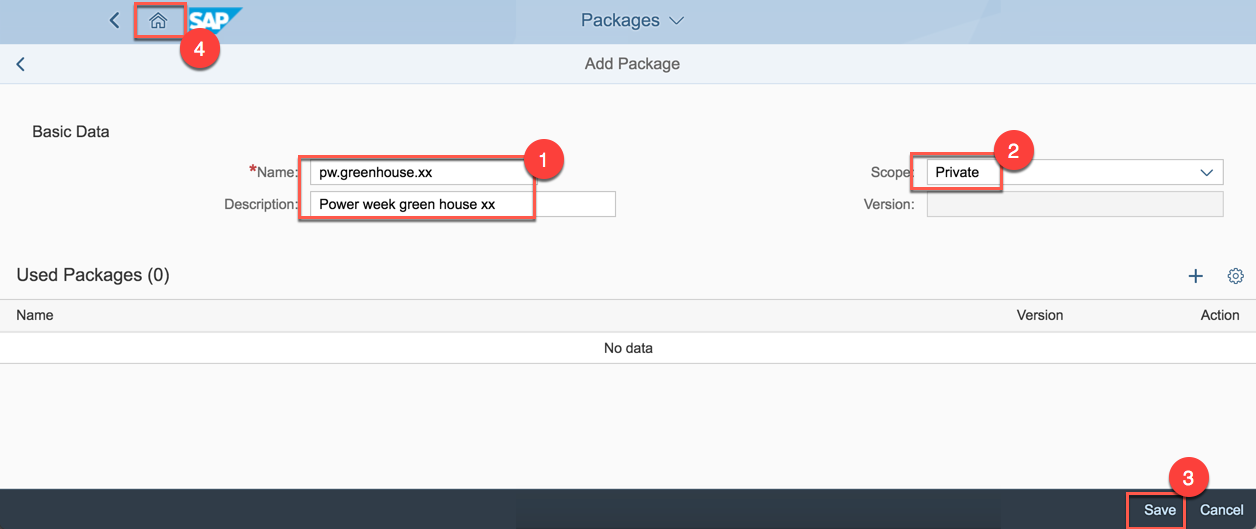 SAP
Packages
4
Add Package
Basic Data
1
2
*Name: pw.greenhouse.xx
Scope: Private
Description: Power week green house xx
Version:
Used Packages (0)
Name Version Action
No data
3
Save Cancel